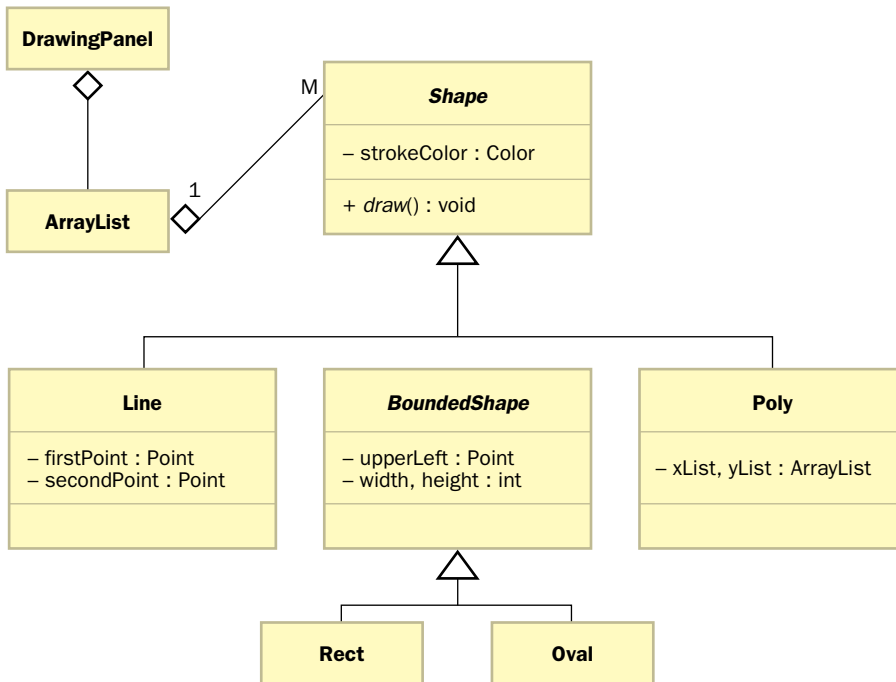 DrawingPanel
M
Shape
– strokeColor : Color
1
ArrayList
+ draw() : void
Line
– firstPoint : Point
– secondPoint : Point
BoundedShape
– upperLeft : Point
– width, height : int
Poly
– xList, yList : ArrayList
Rect
Oval